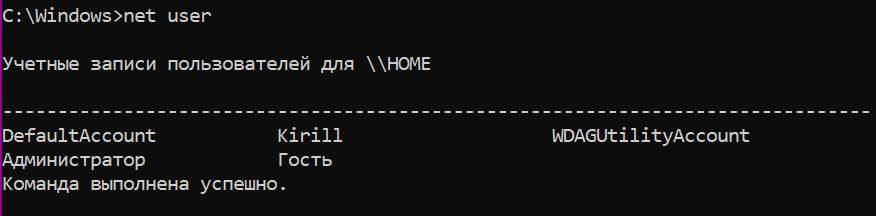 C:\Windows>net user
Учетные записи пользователей для \\HOME
-------------------------------------------------------------------------------
DefaultAccount           Kirill                   WDAGUtilityAccount
Администратор            Гость
Команда выполнена успешно.